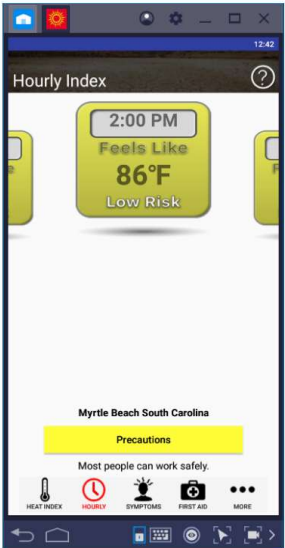 12:42
Hourly Index
?
2:00 PM
Feels Like
86°F
Low Risk
Myrtle Beach South Carolina
Precautions
Most people can work safely.
HEAT INDEX HOURLY SYMPTOMS FIRST AID MORE